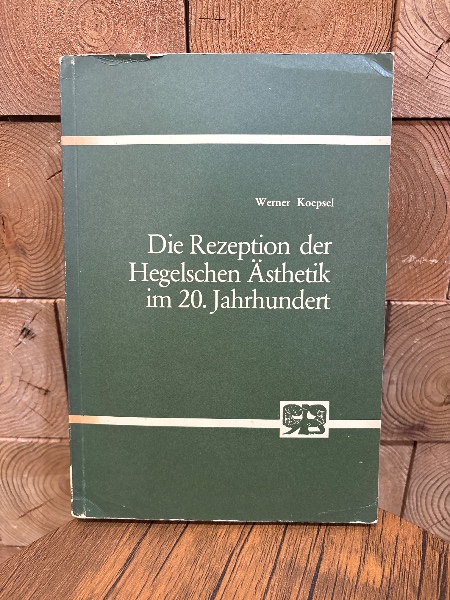 Werner Koepsel
Die Rezeption der
Hegelschen Ästhetik
im 20. Jahrhundert